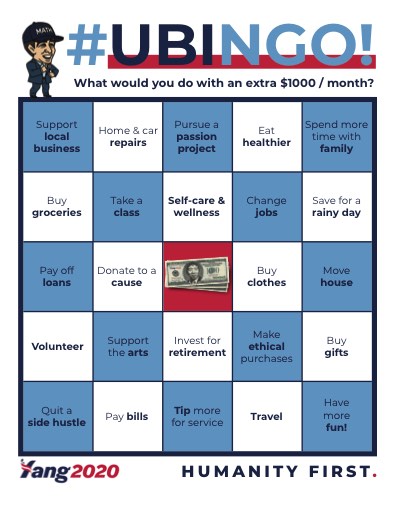 MATH
#UBINGO!
What would you do with an extra $1000 / month?
Support
local
business
Home & car
repairs
Pursue a
passion
project
Eat
healthier
Spend more
time with
family
Buy
groceries
Take a
class
Self-care &
wellness
Change
jobs
Save for a
rainy day
Pay off
loans
Donate to a
cause
Buy
clothes
Move
house
Volunteer
Support
the arts
Invest for
retirement
Make
ethical
purchases
Buy
gifts
Quit a
side hustle
Pay bills
Tip more
for service
Travel
Have
more
fun!
Yang2020
HUMANITY FIRST.